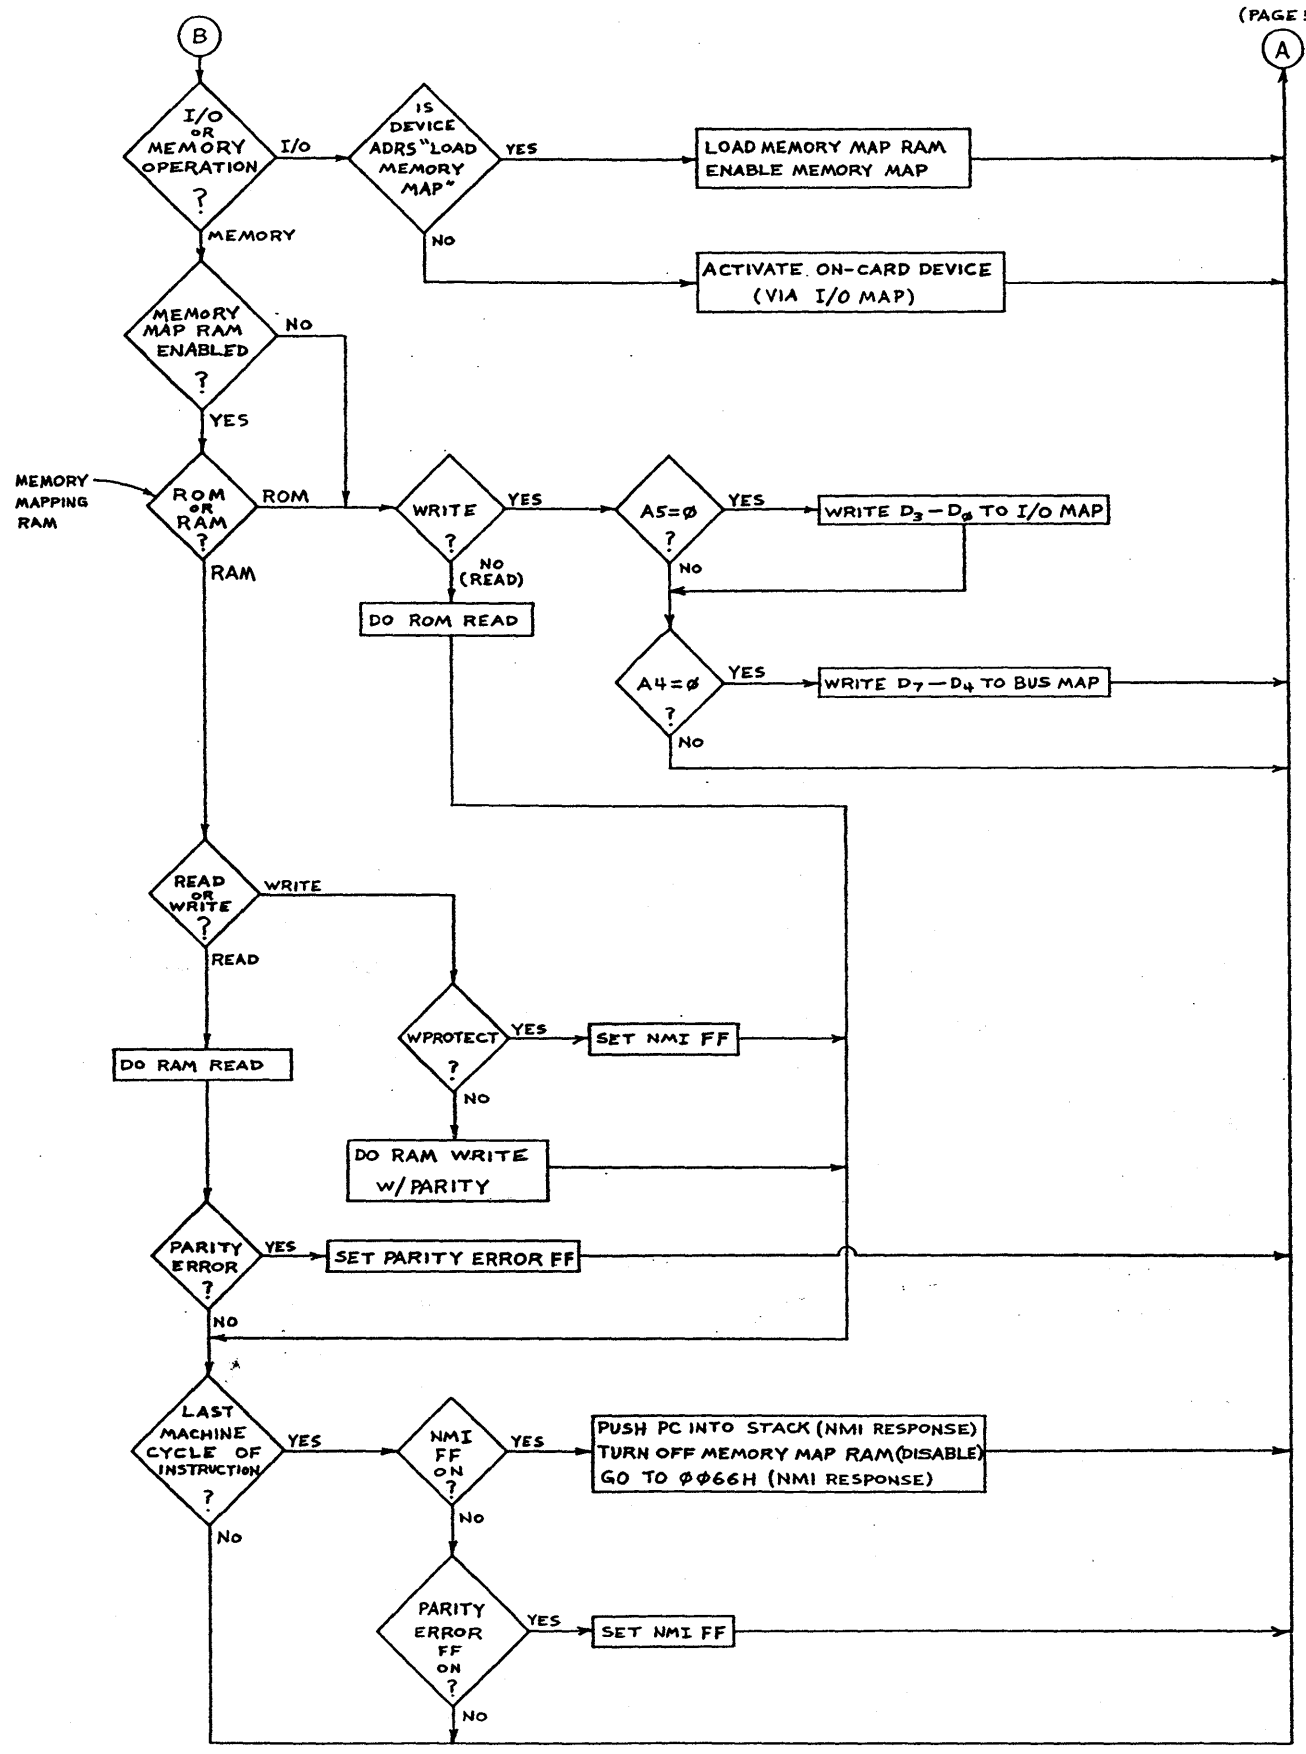 (PAGE
B
A
I/O
OR
MEMORY
OPERATION
?
I/O
IS
DEVICE
ADRS "LOAD
MEMORY
MAP"
YES
LOAD MEMORY MAP RAM
ENABLE MEMORY MAP
MEMORY
NO
ACTIVATE ON-CARD DEVICE
(VIA I/O MAP)
MEMORY
MAP RAM
ENABLED
?
NO
YES
MEMORY
MAPPING
RAM
ROM
OR
RAM
?
ROM
WRITE
?
YES
A5=Ø
?
YES
WRITE D₃–DØ TO I/O MAP
RAM
NO
(READ)
NO
DO ROM READ
A4=Ø
?
YES
WRITE D₇–D₄ TO BUS MAP
NO
READ
OR
WRITE
?
WRITE
READ
WPROTECT
?
YES
SET NMI FF
DO RAM READ
NO
DO RAM WRITE
W/PARITY
PARITY
ERROR
?
YES
SET PARITY ERROR FF
NO
LAST
MACHINE
CYCLE OF
INSTRUCTION
?
YES
NMI
FF
ON
?
YES
PUSH PC INTO STACK (NMI RESPONSE)
TURN OFF MEMORY MAP RAM (DISABLE)
GO TO ØØ66H (NMI RESPONSE)
NO
NO
PARITY
ERROR
FF
ON
?
YES
SET NMI FF
NO